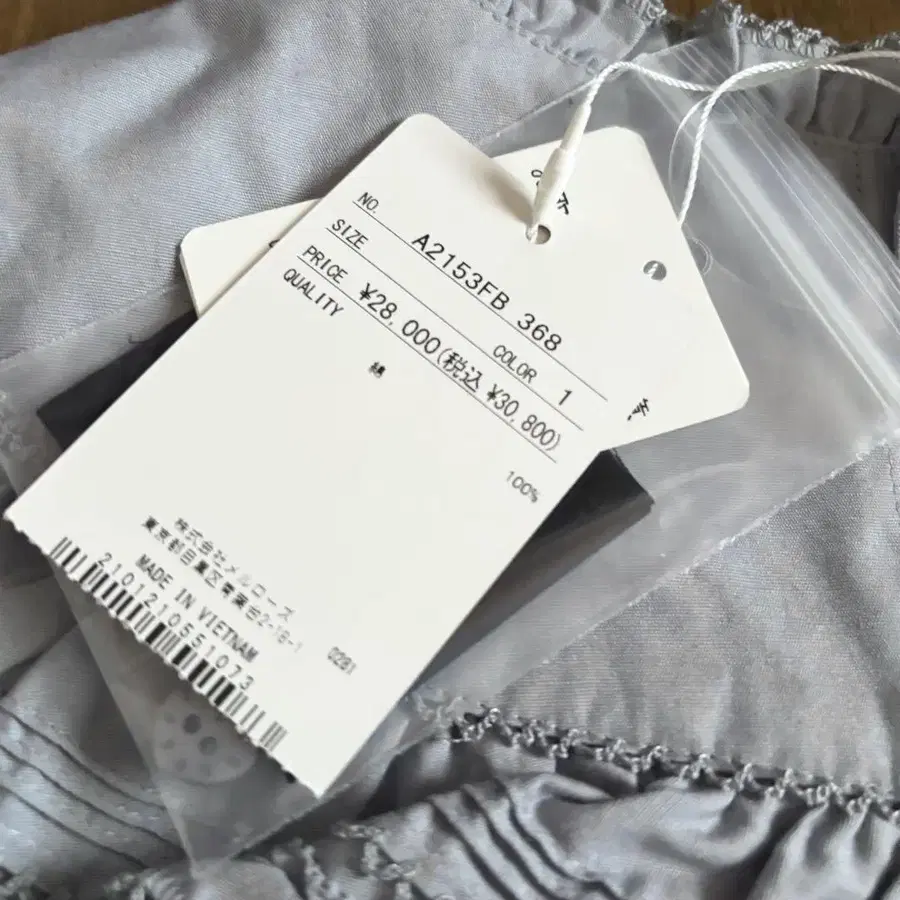 NO. A2153FB 368
SIZE COLOR 1
PRICE ¥28,000(税込 ¥30,800)
QUALITY
綿 100%
株式会社メルローズ
東京都目黒区青葉台2-18-1
MADE IN VIETNAM 0281
2101210551073